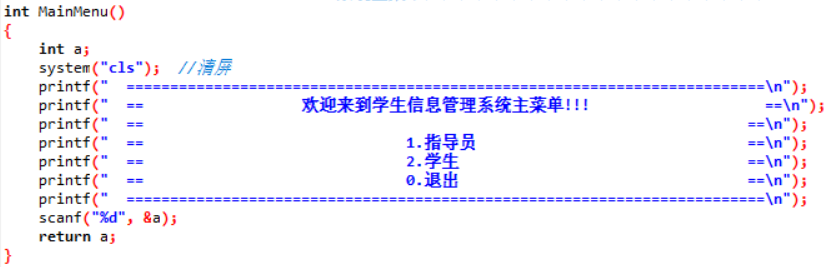 int MainMenu()
{
    int a;
    system("cls");  //清屏
    printf("  =========================================================================\n");
    printf("  ==                  欢迎来到学生信息管理系统主菜单!!!                    ==\n");
    printf("  ==                                                                     ==\n");
    printf("  ==                              1.指导员                               ==\n");
    printf("  ==                              2.学生                                 ==\n");
    printf("  ==                              0.退出                                 ==\n");
    printf("  =========================================================================\n");
    scanf("%d", &a);
    return a;
}